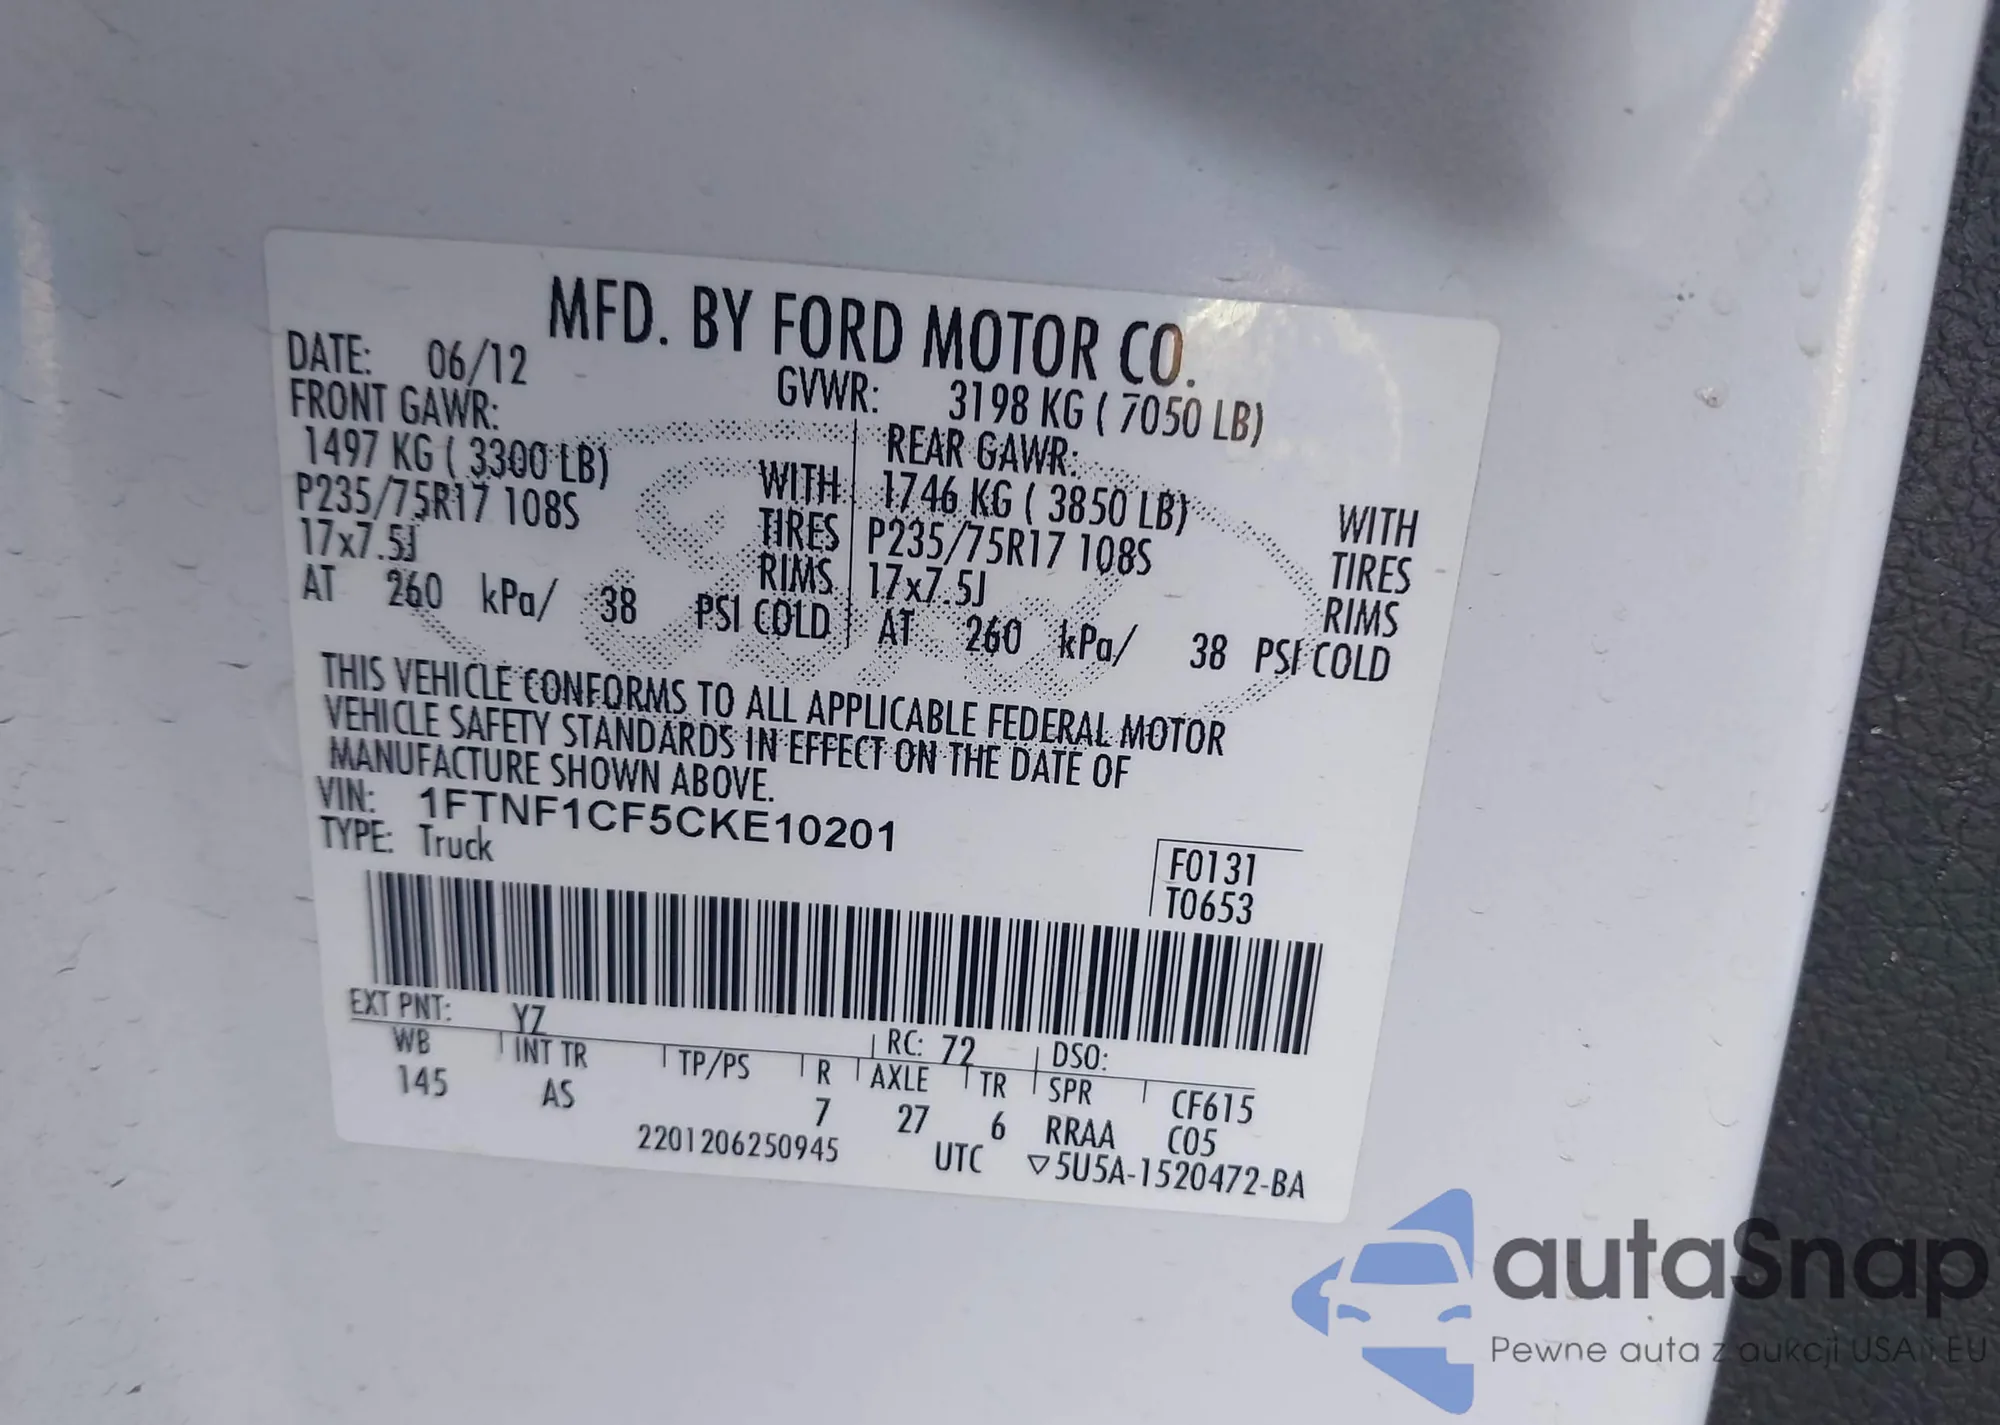 MFD. BY FORD MOTOR CO.
DATE: 06/12
GVWR: 3198 KG ( 7050 LB)
FRONT GAWR:
1497 KG ( 3300 LB) WITH
P235/75R17 108S TIRES
17x7.5J RIMS
AT 260 kPa/ 38 PSI COLD
REAR GAWR:
1746 KG ( 3850 LB) WITH
P235/75R17 108S TIRES
17x7.5J RIMS
AT 260 kPa/ 38 PSI COLD
THIS VEHICLE CONFORMS TO ALL APPLICABLE FEDERAL MOTOR
VEHICLE SAFETY STANDARDS IN EFFECT ON THE DATE OF
MANUFACTURE SHOWN ABOVE.
VIN: 1FTNF1CF5CKE10201
TYPE: Truck
F0131
T0653
EXT PNT: YZ RC: 72 DSO:
WB INT TR TP/PS R AXLE TR SPR CF615
145 AS 7 27 6 RRAA C05
2201206250945 UTC ▽5U5A-1520472-BA
autaSnap
Pewne auta z aukcji USA i EU